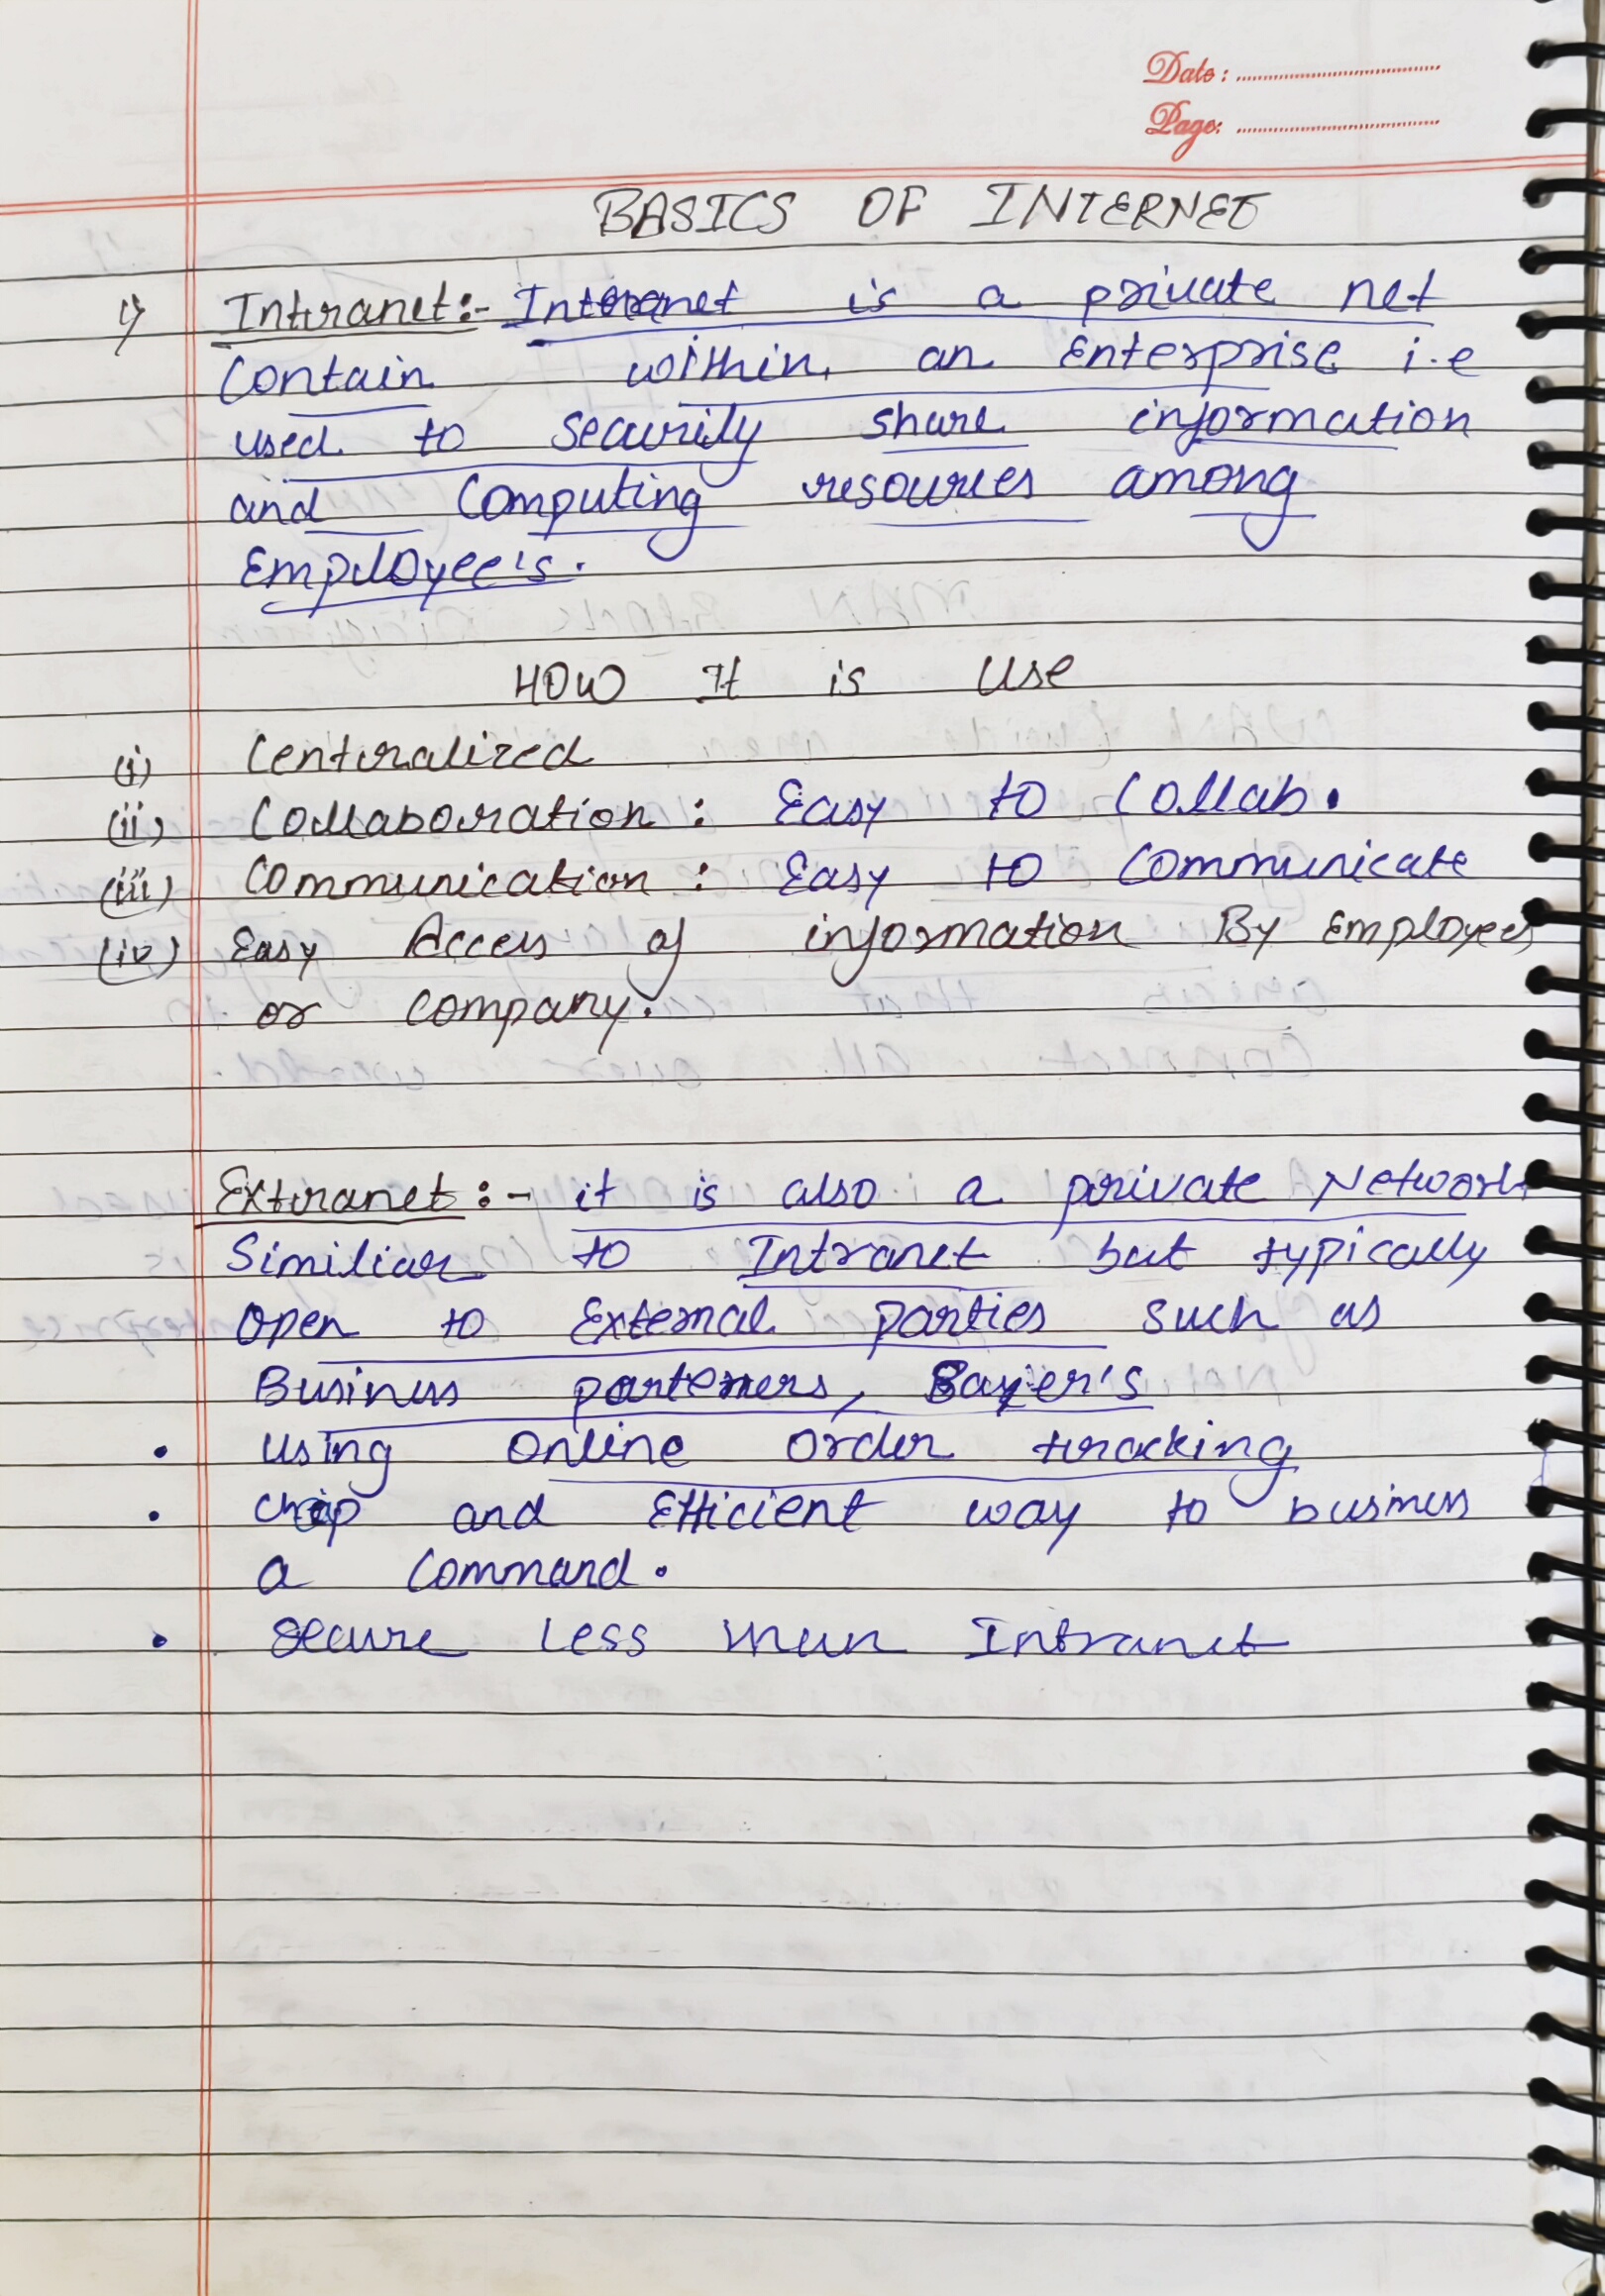 Date:
Page:
BASICS OF INTERNET
1) Intranet:- Intranet is a private net
Contain within an Enterprise i.e
used to security share information
and Computing resources among
Employee's.
HOW It is Use
(i) Centralized
(ii) Collaboration : Easy to Collab.
(iii) Communication : Easy to Communicate
(iv) Easy Access of information By Employees
or company.
Extranet:- it is also a private Network
Similiar to Intranet but typically
open to External parties such as
Business partners,
• using online order tracking
• and Efficient way to business
a Command.
• secure less then Intranet